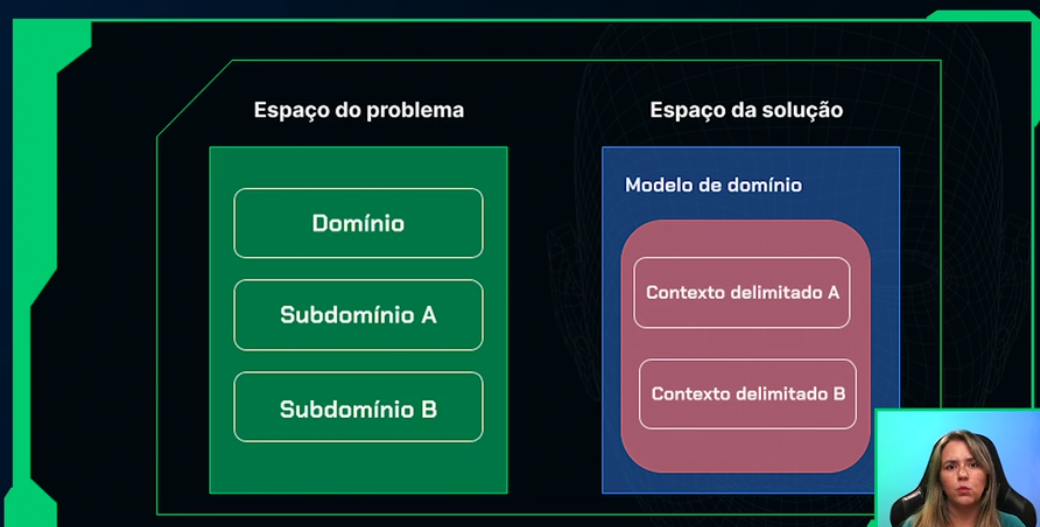 Espaço do problema
Domínio
Subdomínio A
Subdomínio B
Espaço da solução
Modelo de domínio
Contexto delimitado A
Contexto delimitado B